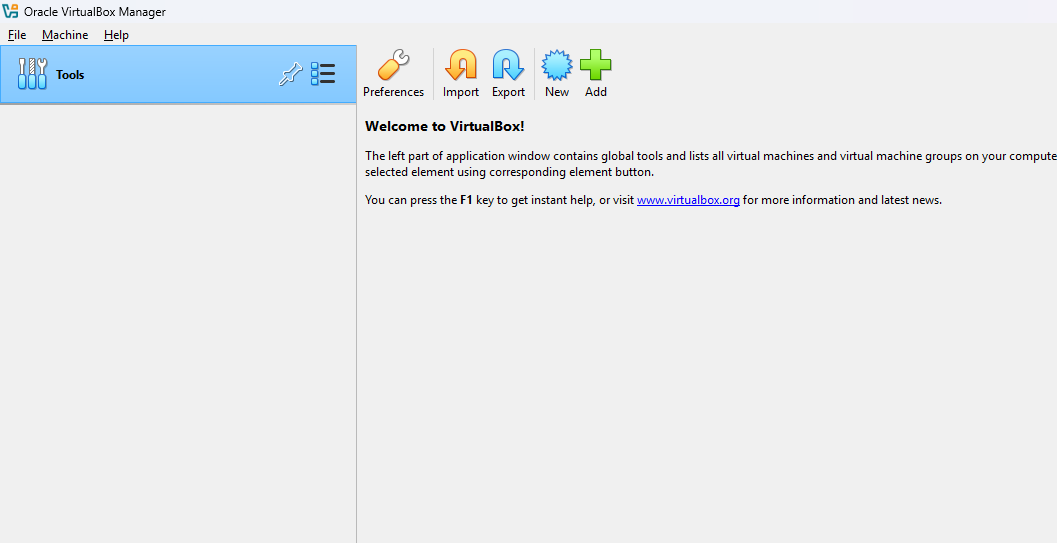 Oracle VirtualBox Manager
File Machine Help
Tools
Preferences Import Export New Add
Welcome to VirtualBox!
The left part of application window contains global tools and lists all virtual machines and virtual machine groups on your compute
selected element using corresponding element button.
You can press the F1 key to get instant help, or visit www.virtualbox.org for more information and latest news.